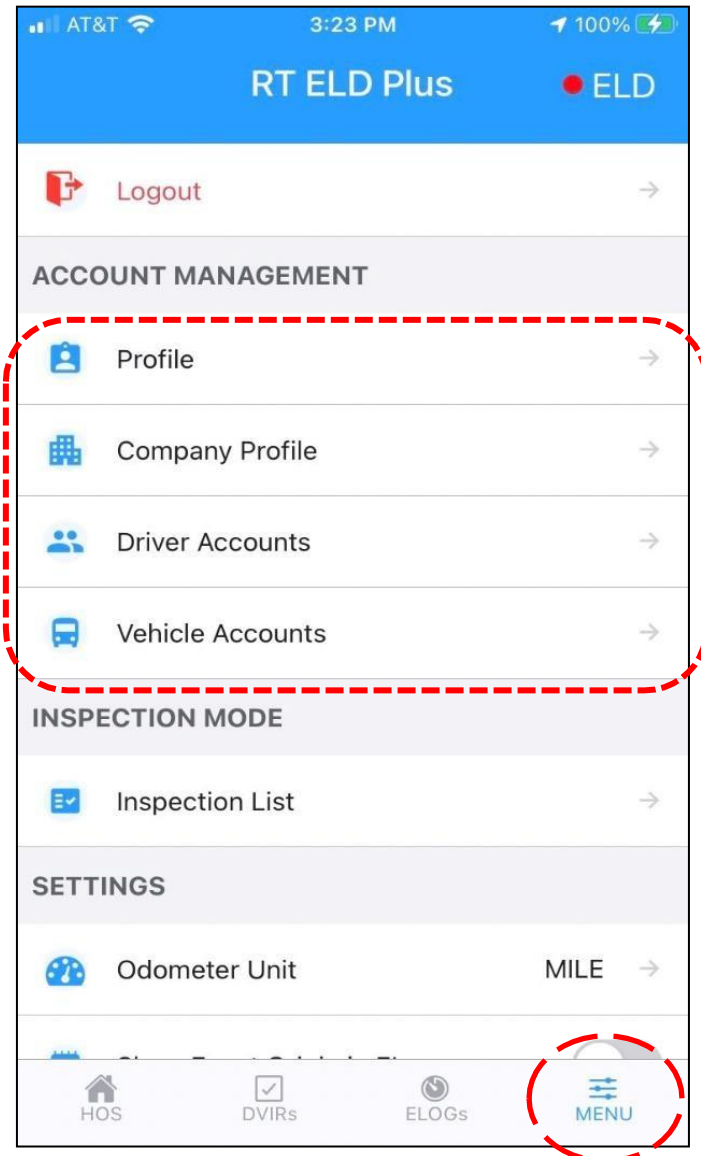 AT&T 3:23 PM 100%
RT ELD Plus ELD
Logout
ACCOUNT MANAGEMENT
Profile
Company Profile
Driver Accounts
Vehicle Accounts
INSPECTION MODE
Inspection List
SETTINGS
Odometer Unit MILE
HOS DVIRs ELOGs MENU